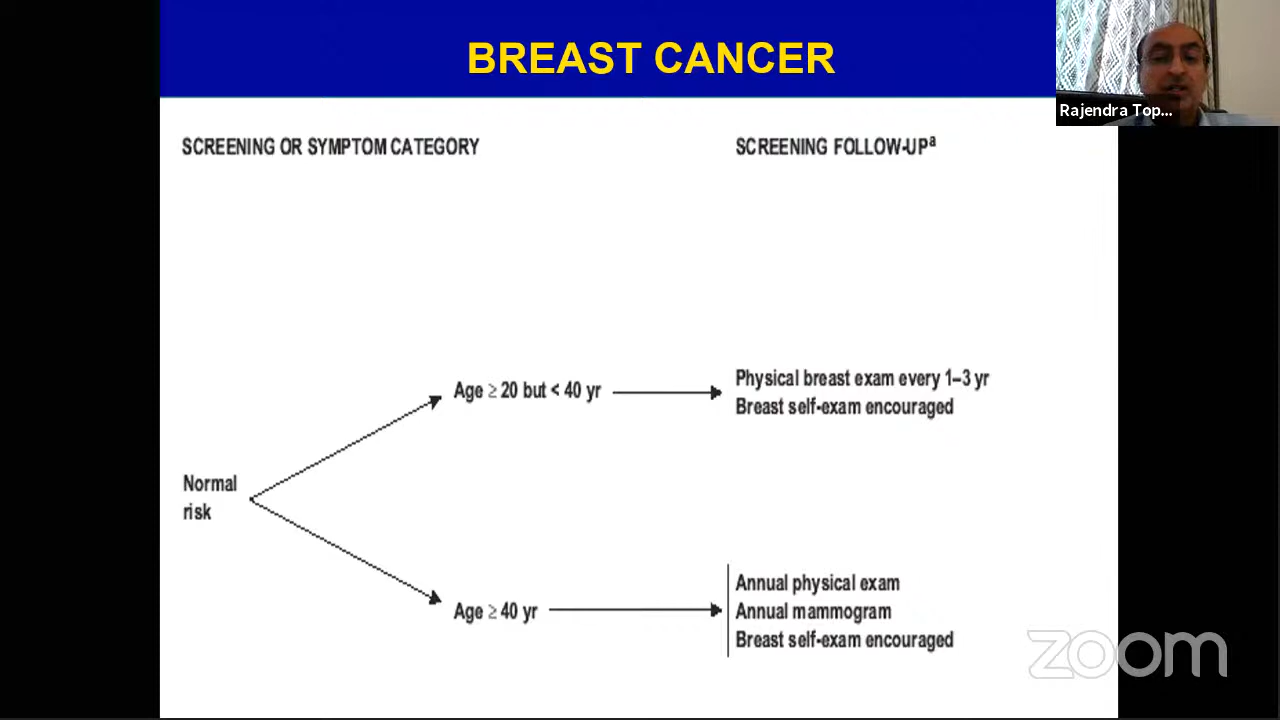 BREAST CANCER
Rajendra Top...
SCREENING OR SYMPTOM CATEGORY
SCREENING FOLLOW-UPa
Age ≥ 20 but < 40 yr
Physical breast exam every 1–3 yr
Breast self-exam encouraged
Normal
risk
Age ≥ 40 yr
Annual physical exam
Annual mammogram
Breast self-exam encouraged
zoom